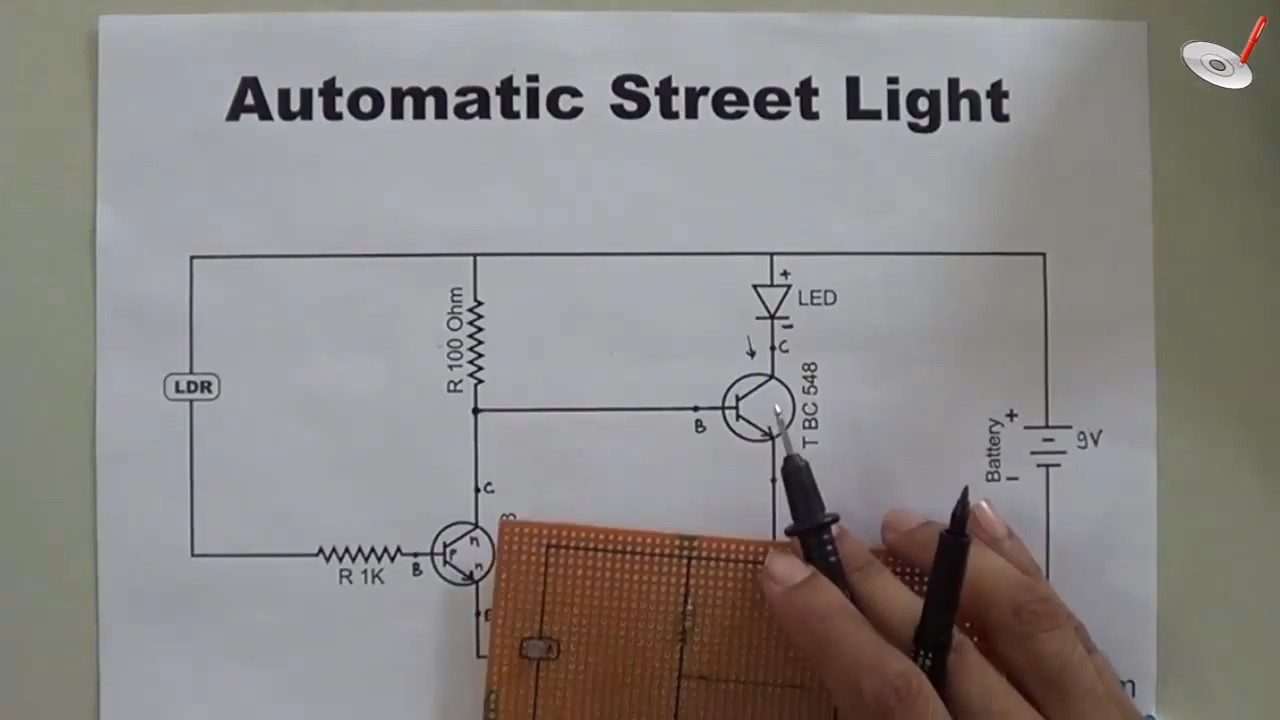 Automatic Street Light
R 100 Ohm
+
LED
-
C
LDR
B
T BC 548
Battery
+
-
9V
C
R 1K
B
P
n
n